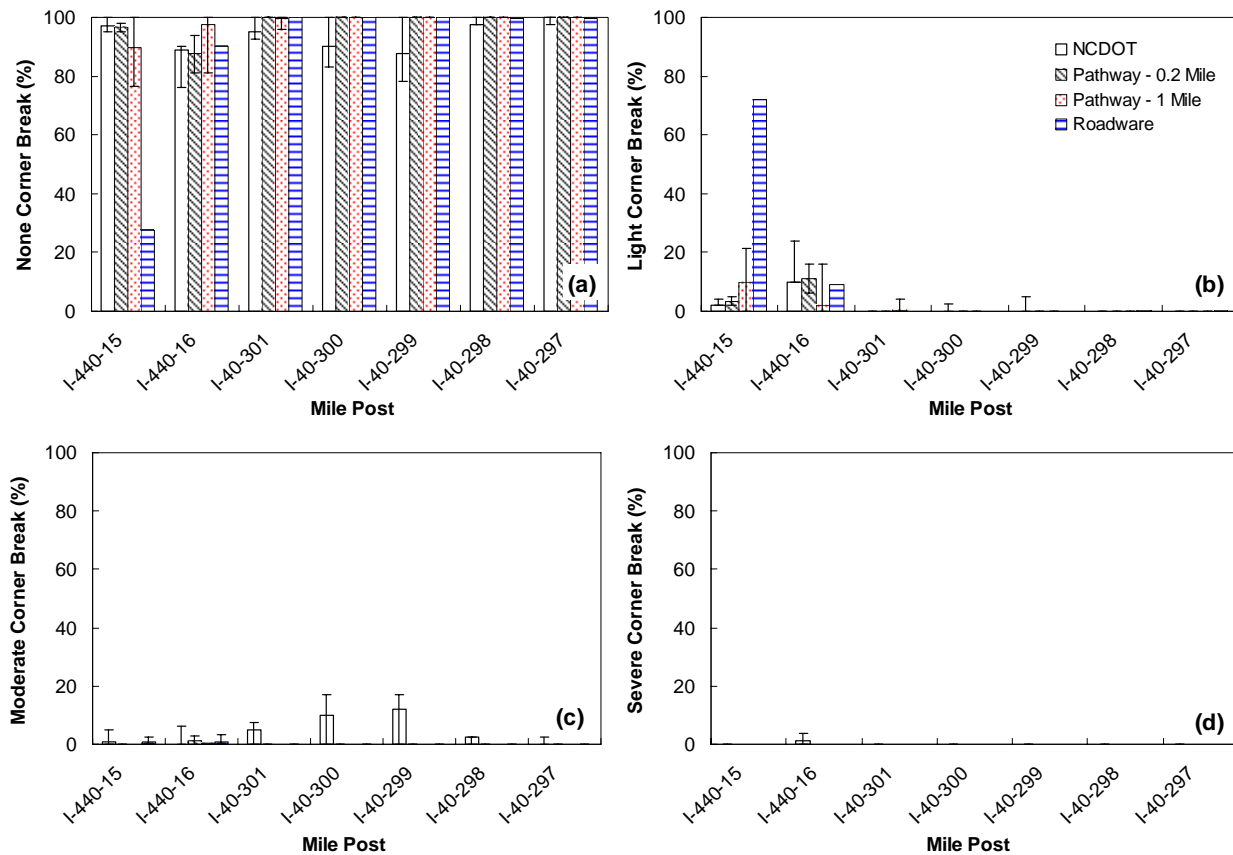 None Corner Break (%)
100
80
60
40
20
0
(a)
I-440-15
I-440-16
I-40-301
I-40-300
I-40-299
I-40-298
I-40-297
Mile Post
Light Corner Break (%)
100
80
60
40
20
0
NCDOT
Pathway - 0.2 Mile
Pathway - 1 Mile
Roadware
(b)
I-440-15
I-440-16
I-40-301
I-40-300
I-40-299
I-40-298
I-40-297
Mile Post
Moderate Corner Break (%)
100
80
60
40
20
0
(c)
I-440-15
I-440-16
I-40-301
I-40-300
I-40-299
I-40-298
I-40-297
Mile Post
Severe Corner Break (%)
100
80
60
40
20
0
(d)
I-440-15
I-440-16
I-40-301
I-40-300
I-40-299
I-40-298
I-40-297
Mile Post